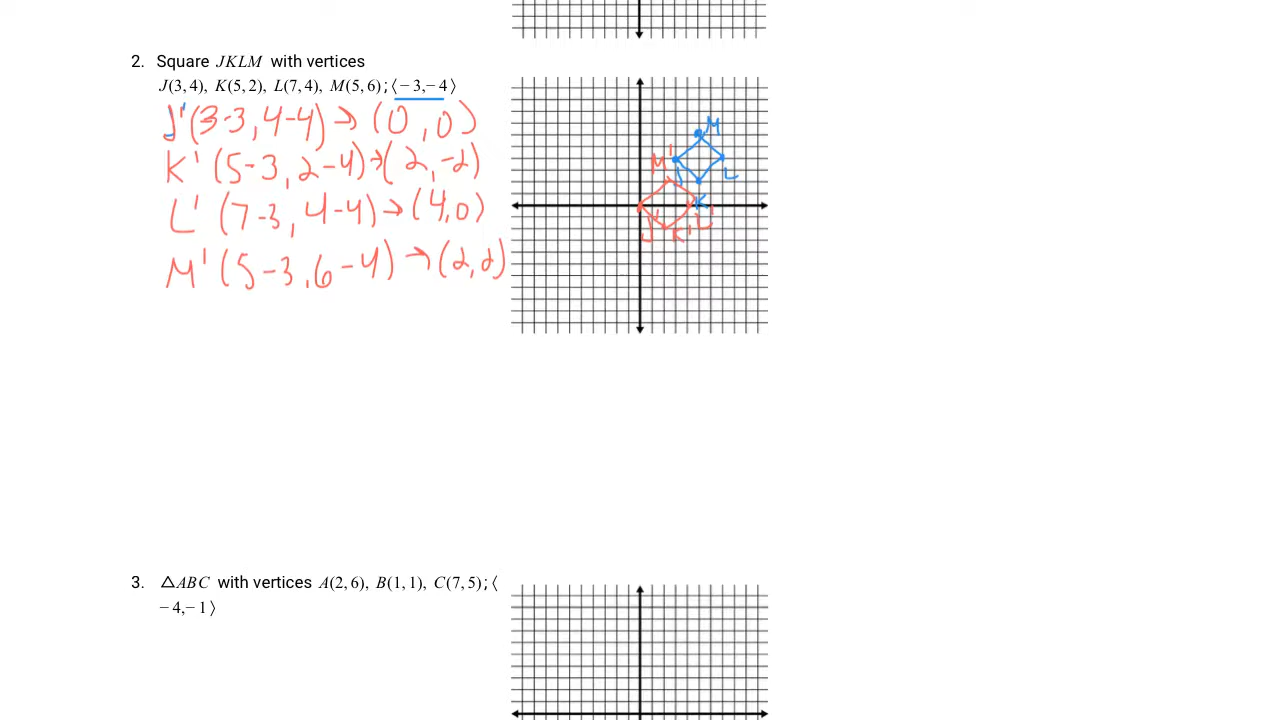 2. Square JKLM with vertices
J(3, 4), K(5, 2), L(7, 4), M(5, 6); ⟨−3,−4⟩
J'(3-3, 4-4) → (0, 0)
K'(5-3, 2-4) → (2, -2)
L'(7-3, 4-4) → (4, 0)
M'(5-3, 6-4) → (2, 2)
M
M'
J
L
K
J'
K'
L'
3. △ABC with vertices A(2, 6), B(1, 1), C(7, 5); ⟨
−4,−1⟩